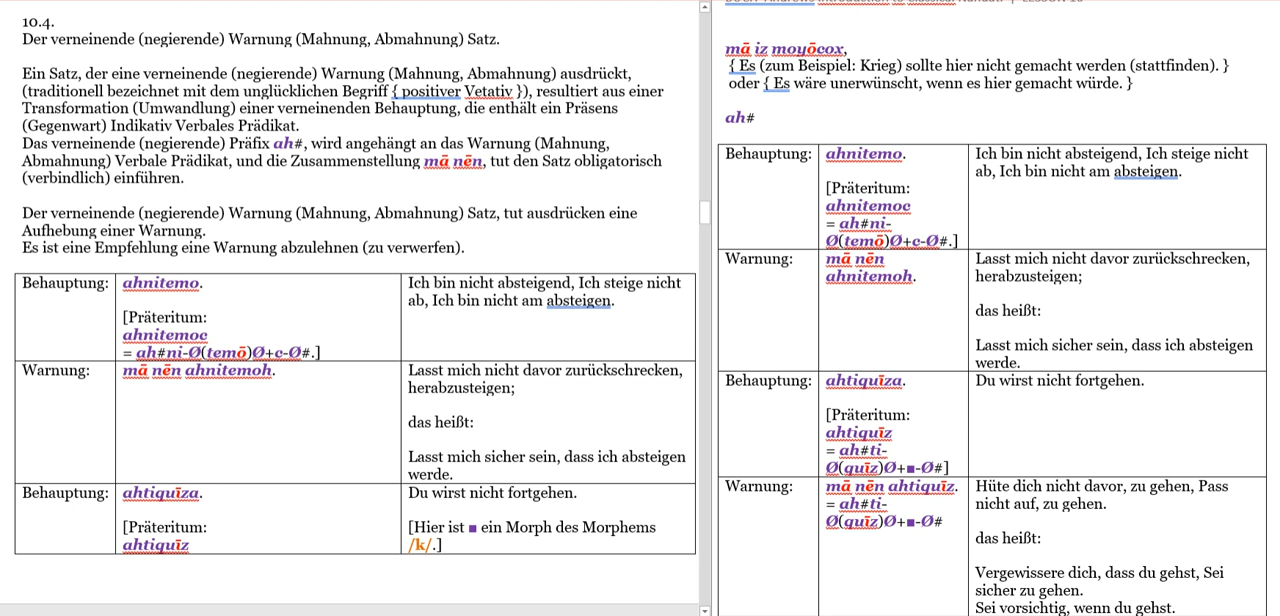 10.4.
Der verneinende (negierende) Warnung (Mahnung, Abmahnung) Satz.
Ein Satz, der eine verneinende (negierende) Warnung (Mahnung, Abmahnung) ausdrückt,
(traditionell bezeichnet mit dem unglücklichen Begriff { positiver Vetativ }), resultiert aus einer
Transformation (Umwandlung) einer verneinenden Behauptung, die enthält ein Präsens
(Gegenwart) Indikativ Verbales Prädikat.
Das verneinende (negierende) Präfix ah#, wird angehängt an das Warnung (Mahnung,
Abmahnung) Verbale Prädikat, und die Zusammenstellung mā nēn, tut den Satz obligatorisch
(verbindlich) einführen.
Der verneinende (negierende) Warnung (Mahnung, Abmahnung) Satz, tut ausdrücken eine
Aufhebung einer Warnung.
Es ist eine Empfehlung eine Warnung abzulehnen (zu verwerfen).
Behauptung: ahnitemo. Ich bin nicht absteigend, Ich steige nicht
ab, Ich bin nicht am absteigen.
[Präteritum:
ahnitemoc
= ah#ni-Ø(temō)Ø+c-Ø#.]
Warnung: mā nēn ahnitemoh. Lasst mich nicht davor zurückschrecken,
herabzusteigen;
das heißt:
Lasst mich sicher sein, dass ich absteigen
werde.
Behauptung: ahtiquīza. Du wirst nicht fortgehen.
[Präteritum: [Hier ist ■ ein Morph des Morphems
ahtiquīz /k/.]
mā iz moyōcox,
{ Es (zum Beispiel: Krieg) sollte hier nicht gemacht werden (stattfinden). }
oder { Es wäre unerwünscht, wenn es hier gemacht würde. }
ah#
Behauptung: ahnitemo. Ich bin nicht absteigend, Ich steige nicht
ab, Ich bin nicht am absteigen.
[Präteritum:
ahnitemoc
= ah#ni-
Ø(temō)Ø+c-Ø#.]
Warnung: mā nēn Lasst mich nicht davor zurückschrecken,
ahnitemoh. herabzusteigen;
das heißt:
Lasst mich sicher sein, dass ich absteigen
werde.
Behauptung: ahtiquīza. Du wirst nicht fortgehen.
[Präteritum:
ahtiquīz
= ah#ti-
Ø(quīz)Ø+■-Ø#]
Warnung: mā nēn ahtiquīz. Hüte dich nicht davor, zu gehen, Pass
= ah#ti- nicht auf, zu gehen.
Ø(quīz)Ø+■-Ø#
das heißt:
Vergewissere dich, dass du gehst, Sei
sicher zu gehen.
Sei vorsichtig, wenn du gehst.